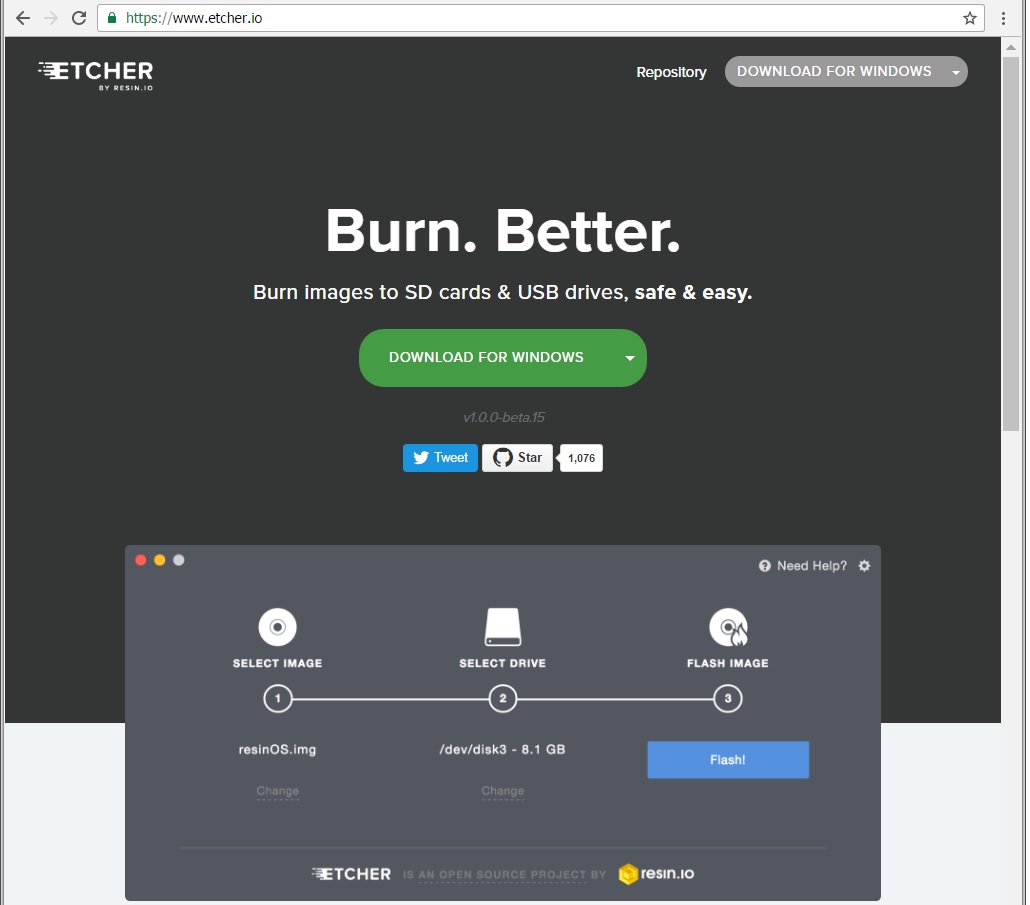 https://www.etcher.io
ETCHER
BY RESIN.IO
Repository
DOWNLOAD FOR WINDOWS
Burn. Better.
Burn images to SD cards & USB drives, safe & easy.
DOWNLOAD FOR WINDOWS
v1.0.0-beta.15
Tweet
Star
1,076
Need Help?
SELECT IMAGE
SELECT DRIVE
FLASH IMAGE
1
2
3
resinOS.img
/dev/disk3 - 8.1 GB
Flash!
Change
Change
ETCHER IS AN OPEN SOURCE PROJECT BY resin.io